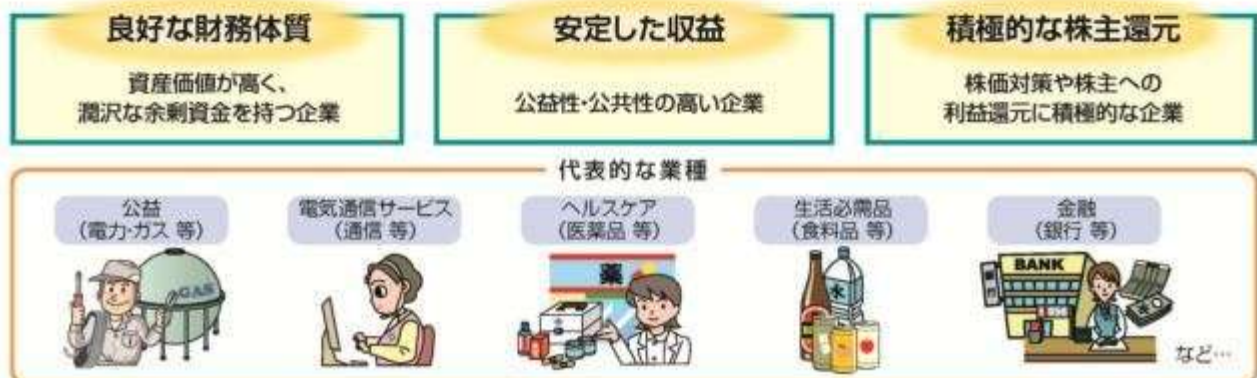 良好な財務体質
資産価値が高く、
潤沢な余剰資金を持つ企業
安定した収益
公益性・公共性の高い企業
積極的な株主還元
株価対策や株主への
利益還元に積極的な企業
代表的な業種
公益
(電力・ガス 等)
電気通信サービス
(通信 等)
ヘルスケア
(医薬品 等)
生活必需品
(食料品 等)
金融
(銀行 等)
GAS
薬
水
BANK
など…